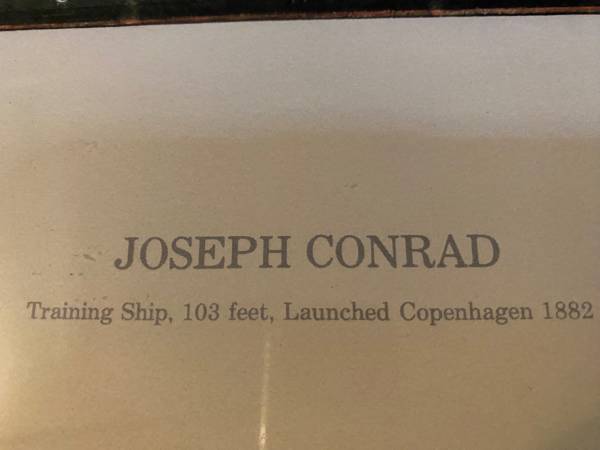 JOSEPH CONRAD
Training Ship, 103 feet, Launched Copenhagen 1882